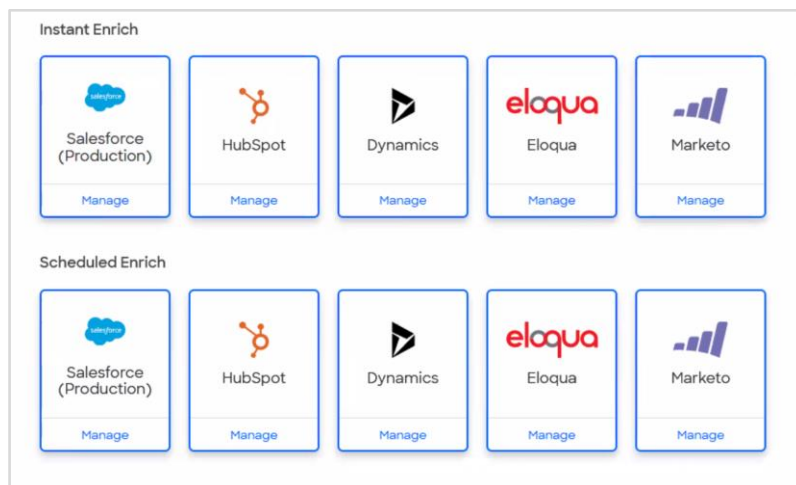 Instant Enrich
salesforce
Salesforce
(Production)
Manage
HubSpot
Manage
Dynamics
Manage
eloqua
Eloqua
Manage
Marketo
Manage
Scheduled Enrich
salesforce
Salesforce
(Production)
Manage
HubSpot
Manage
Dynamics
Manage
eloqua
Eloqua
Manage
Marketo
Manage